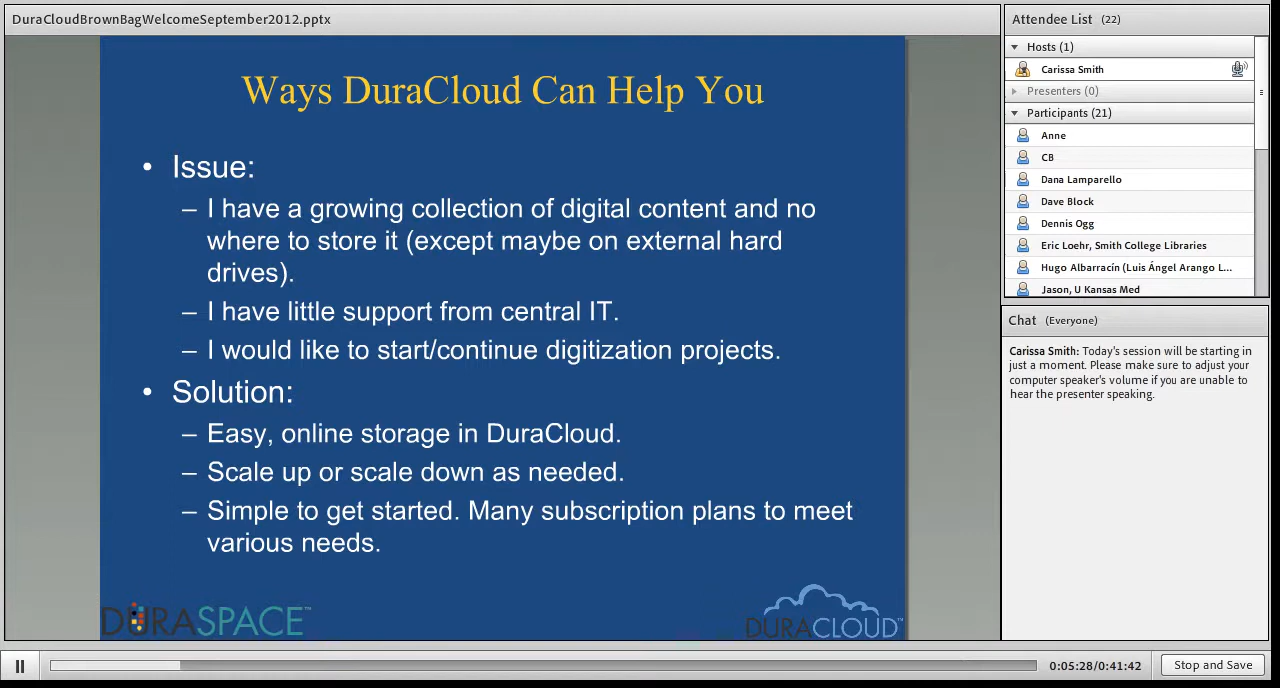 DuraCloudBrownBagWelcomeSeptember2012.pptx
Ways DuraCloud Can Help You
• Issue:
– I have a growing collection of digital content and no
where to store it (except maybe on external hard
drives).
– I have little support from central IT.
– I would like to start/continue digitization projects.
• Solution:
– Easy, online storage in DuraCloud.
– Scale up or scale down as needed.
– Simple to get started. Many subscription plans to meet
various needs.
DURASPACE™
DURACLOUD™
Attendee List (22)
Hosts (1)
Carissa Smith
Presenters (0)
Participants (21)
Anne
CB
Dana Lamparello
Dave Block
Dennis Ogg
Eric Loehr, Smith College Libraries
Hugo Albarracín (Luis Ángel Arango L...
Jason, U Kansas Med
Chat (Everyone)
Carissa Smith: Today's session will be starting in
just a moment. Please make sure to adjust your
computer speaker's volume if you are unable to
hear the presenter speaking.
0:05:28/0:41:42
Stop and Save